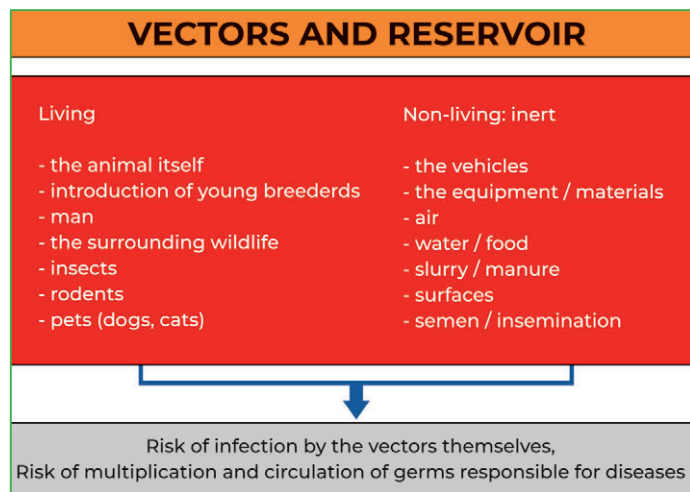 VECTORS AND RESERVOIR
Living
- the animal itself
- introduction of young breederds
- man
- the surrounding wildlife
- insects
- rodents
- pets (dogs, cats)
Non-living: inert
- the vehicles
- the equipment / materials
- air
- water / food
- slurry / manure
- surfaces
- semen / insemination
Risk of infection by the vectors themselves,
Risk of multiplication and circulation of germs responsible for diseases